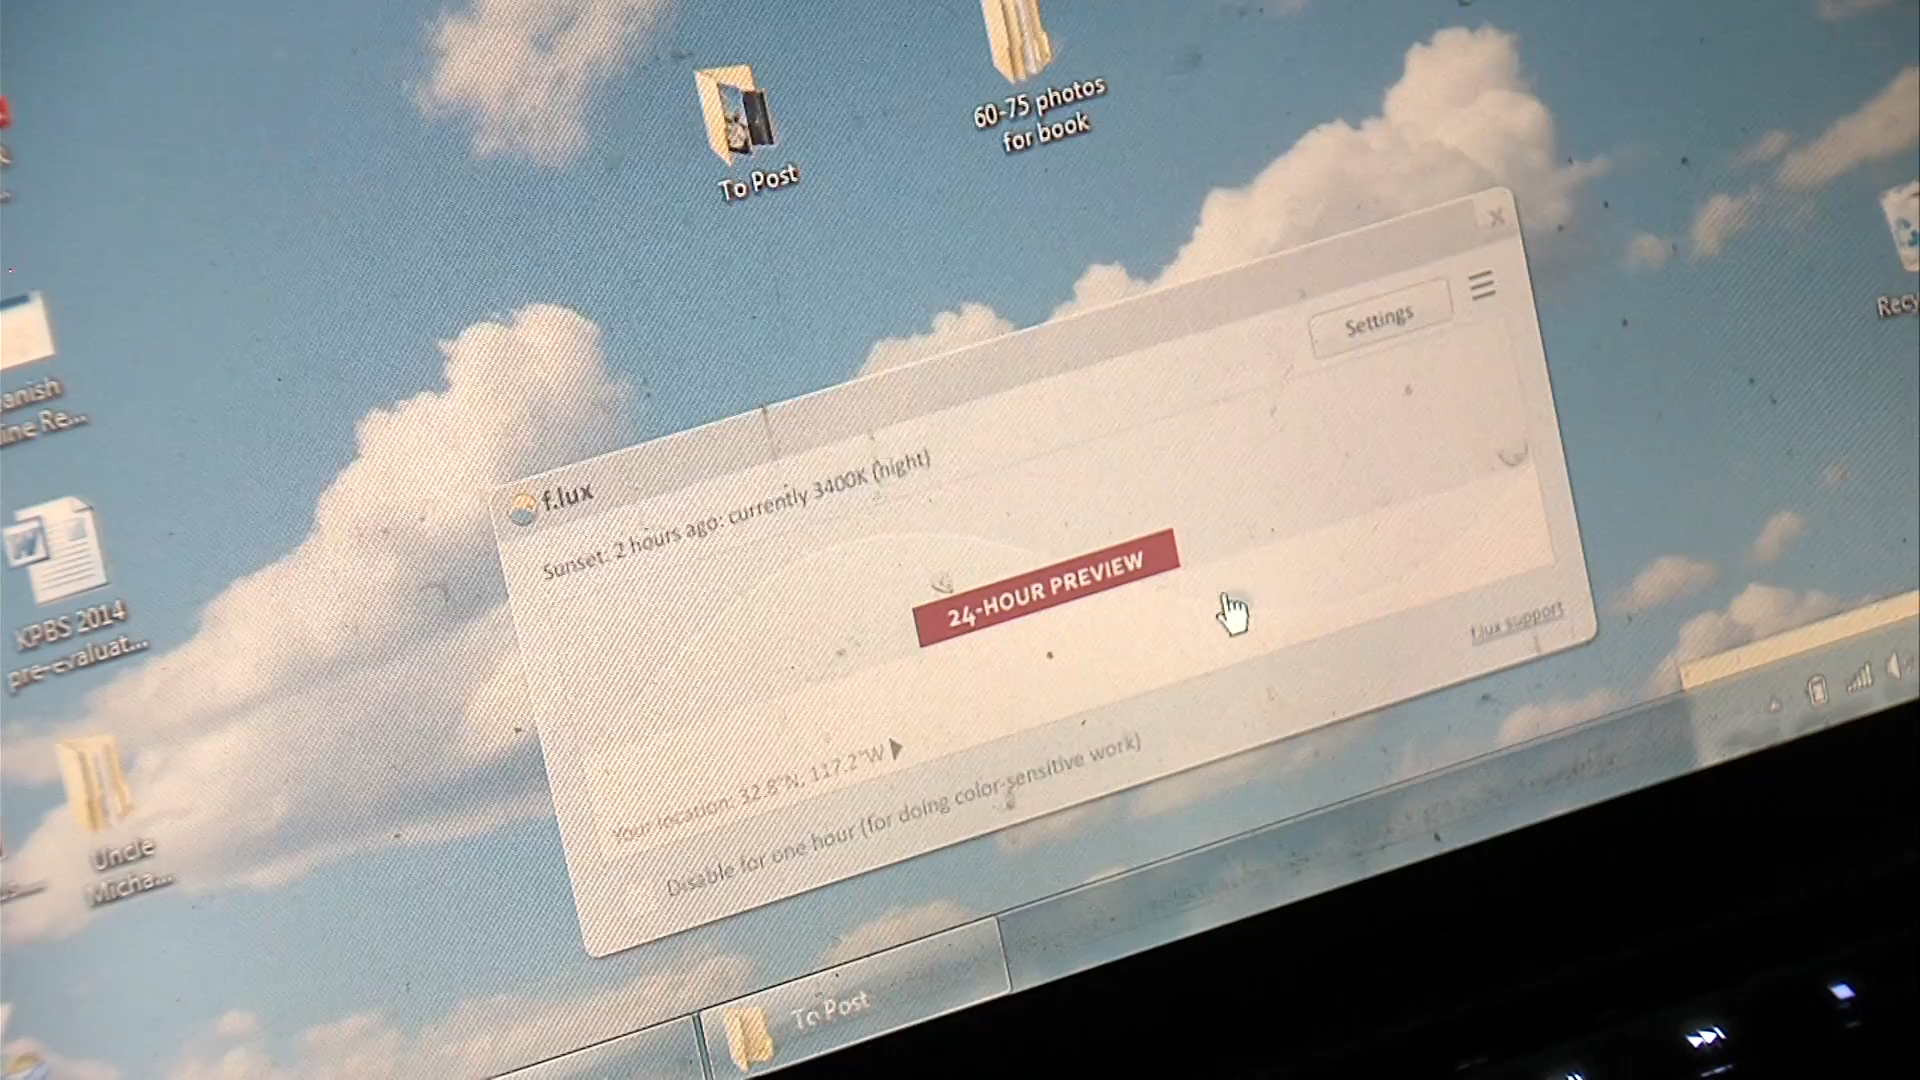 60-75 photos
for book
To Post
Settings
f.lux
Sunset: 2 hours ago: currently 3400K (night)
24-HOUR PREVIEW
f.lux support
Your location: 32.8°N, 117.2°W
Disable for one hour (for doing color-sensitive work)
anish
ine Re...
KPBS 2014
pre-evaluat...
Uncle
Micha...
Recy
To Post